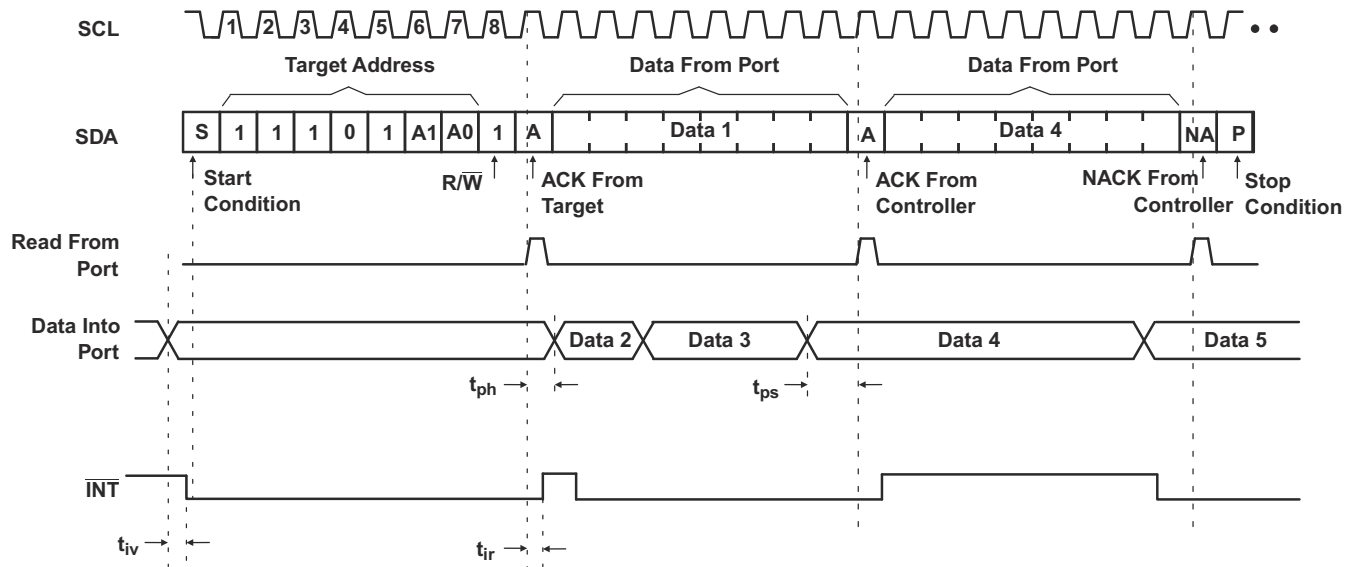 SCL 1 2 3 4 5 6 7 8
Target Address Data From Port Data From Port
SDA S 1 1 1 0 1 A1 A0 1 A Data 1 A Data 4 NA P
Start
Condition
R/W̅
ACK From
Target
ACK From
Controller
NACK From
Controller
Stop
Condition
Read From
Port
Data Into
Port
Data 2 Data 3 Data 4 Data 5
tph tps
I̅N̅T̅
tiv tir